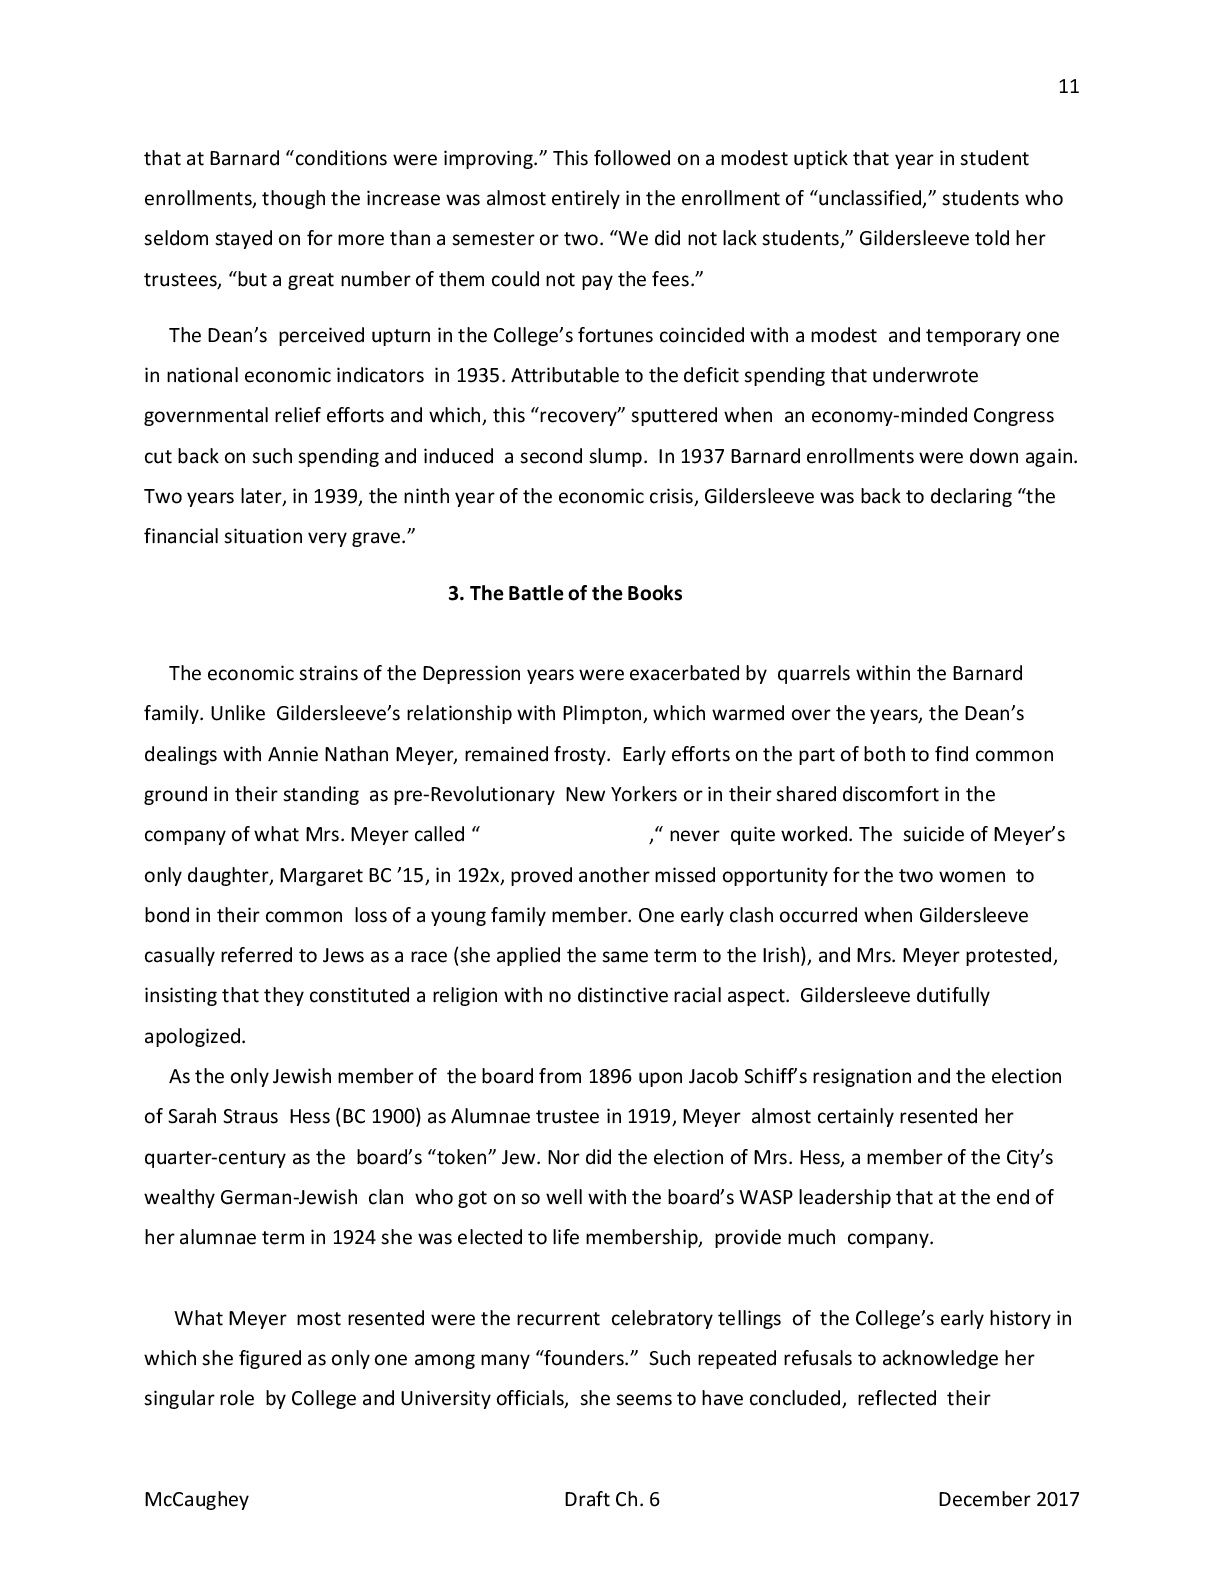 11
that at Barnard “conditions were improving.” This followed on a modest uptick that year in student
enrollments, though the increase was almost entirely in the enrollment of “unclassified,” students who
seldom stayed on for more than a semester or two. “We did not lack students,” Gildersleeve told her
trustees, “but a great number of them could not pay the fees.”
The Dean’s perceived upturn in the College’s fortunes coincided with a modest and temporary one
in national economic indicators in 1935. Attributable to the deficit spending that underwrote
governmental relief efforts and which, this “recovery” sputtered when an economy-minded Congress
cut back on such spending and induced a second slump. In 1937 Barnard enrollments were down again.
Two years later, in 1939, the ninth year of the economic crisis, Gildersleeve was back to declaring “the
financial situation very grave.”
3. The Battle of the Books
The economic strains of the Depression years were exacerbated by quarrels within the Barnard
family. Unlike Gildersleeve’s relationship with Plimpton, which warmed over the years, the Dean’s
dealings with Annie Nathan Meyer, remained frosty. Early efforts on the part of both to find common
ground in their standing as pre-Revolutionary New Yorkers or in their shared discomfort in the
company of what Mrs. Meyer called “ ,“ never quite worked. The suicide of Meyer’s
only daughter, Margaret BC ’15, in 192x, proved another missed opportunity for the two women to
bond in their common loss of a young family member. One early clash occurred when Gildersleeve
casually referred to Jews as a race (she applied the same term to the Irish), and Mrs. Meyer protested,
insisting that they constituted a religion with no distinctive racial aspect. Gildersleeve dutifully
apologized.
As the only Jewish member of the board from 1896 upon Jacob Schiff’s resignation and the election
of Sarah Straus Hess (BC 1900) as Alumnae trustee in 1919, Meyer almost certainly resented her
quarter-century as the board’s “token” Jew. Nor did the election of Mrs. Hess, a member of the City’s
wealthy German-Jewish clan who got on so well with the board’s WASP leadership that at the end of
her alumnae term in 1924 she was elected to life membership, provide much company.
What Meyer most resented were the recurrent celebratory tellings of the College’s early history in
which she figured as only one among many “founders.” Such repeated refusals to acknowledge her
singular role by College and University officials, she seems to have concluded, reflected their
McCaughey Draft Ch. 6 December 2017